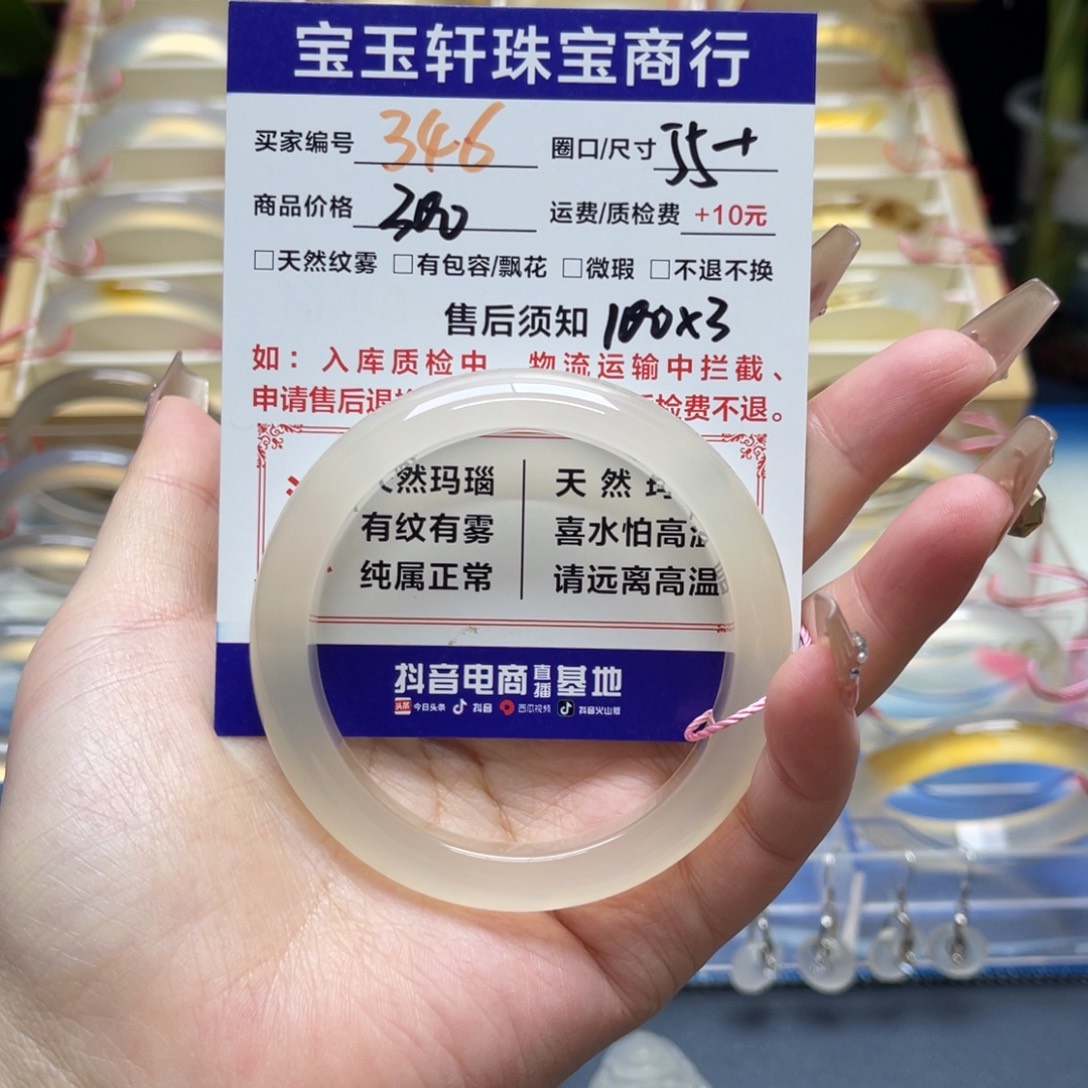 宝玉轩珠宝商行
买家编号 346 圈口/尺寸 55+
商品价格 300 运费/质检费 +10元
□天然纹雾 □有包容/飘花 □微瑕 □不退不换
售后须知 100x3
如：入库质检中 物流运输中拦截、
申请售后退 检费不退。
然玛瑙 天然
有纹有雾 喜水怕高温
纯属正常 请远离高温
抖音电商直播基地
头条 今日头条 抖音 西瓜视频 抖音火山版